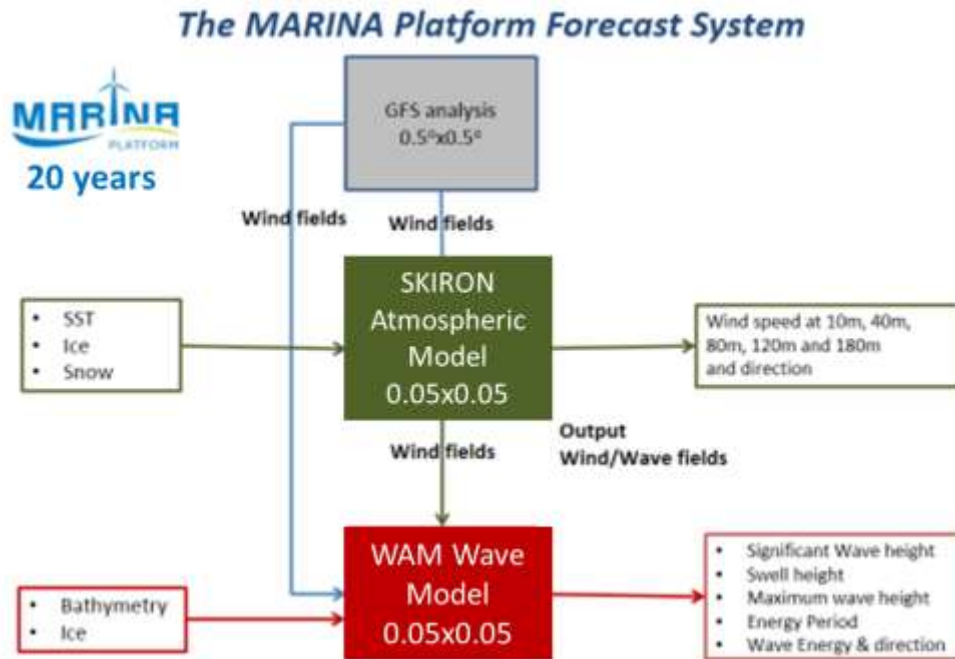 The MARINA Platform Forecast System
MARINA
PLATFORM
20 years
GFS analysis
0.5ºx0.5º
Wind fields
Wind fields
SKIRON
Atmospheric
Model
0.05x0.05
• SST
• Ice
• Snow
Wind speed at 10m, 40m,
80m, 120m and 180m
and direction
Wind fields
Output
Wind/Wave fields
WAM Wave
Model
0.05x0.05
• Bathymetry
• Ice
• Significant Wave height
• Swell height
• Maximum wave height
• Energy Period
• Wave Energy & direction